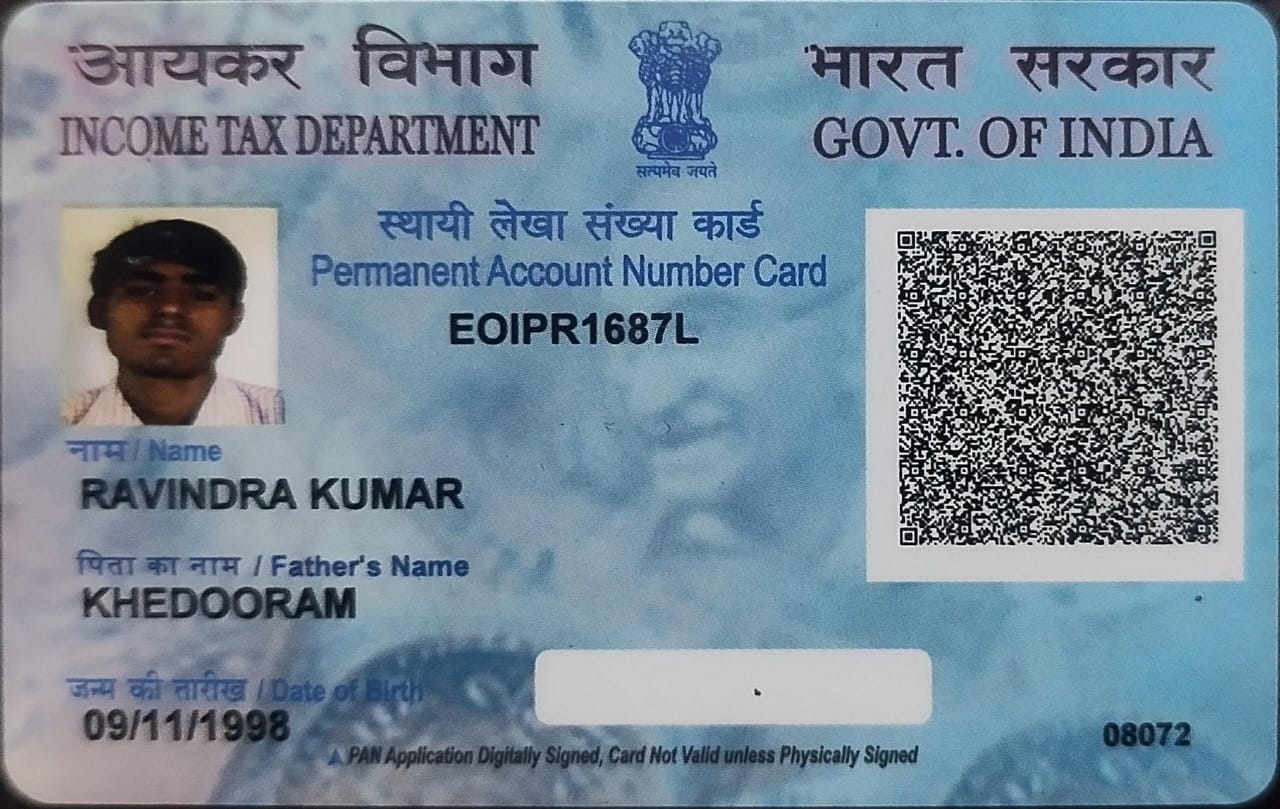 आयकर विभाग
INCOME TAX DEPARTMENT
सत्यमेव जयते
भारत सरकार
GOVT. OF INDIA
स्थायी लेखा संख्या कार्ड
Permanent Account Number Card
EOIPR1687L
नाम / Name
RAVINDRA KUMAR
पिता का नाम / Father's Name
KHEDOORAM
जन्म की तारीख / Date of Birth
09/11/1998
PAN Application Digitally Signed, Card Not Valid unless Physically Signed
08072